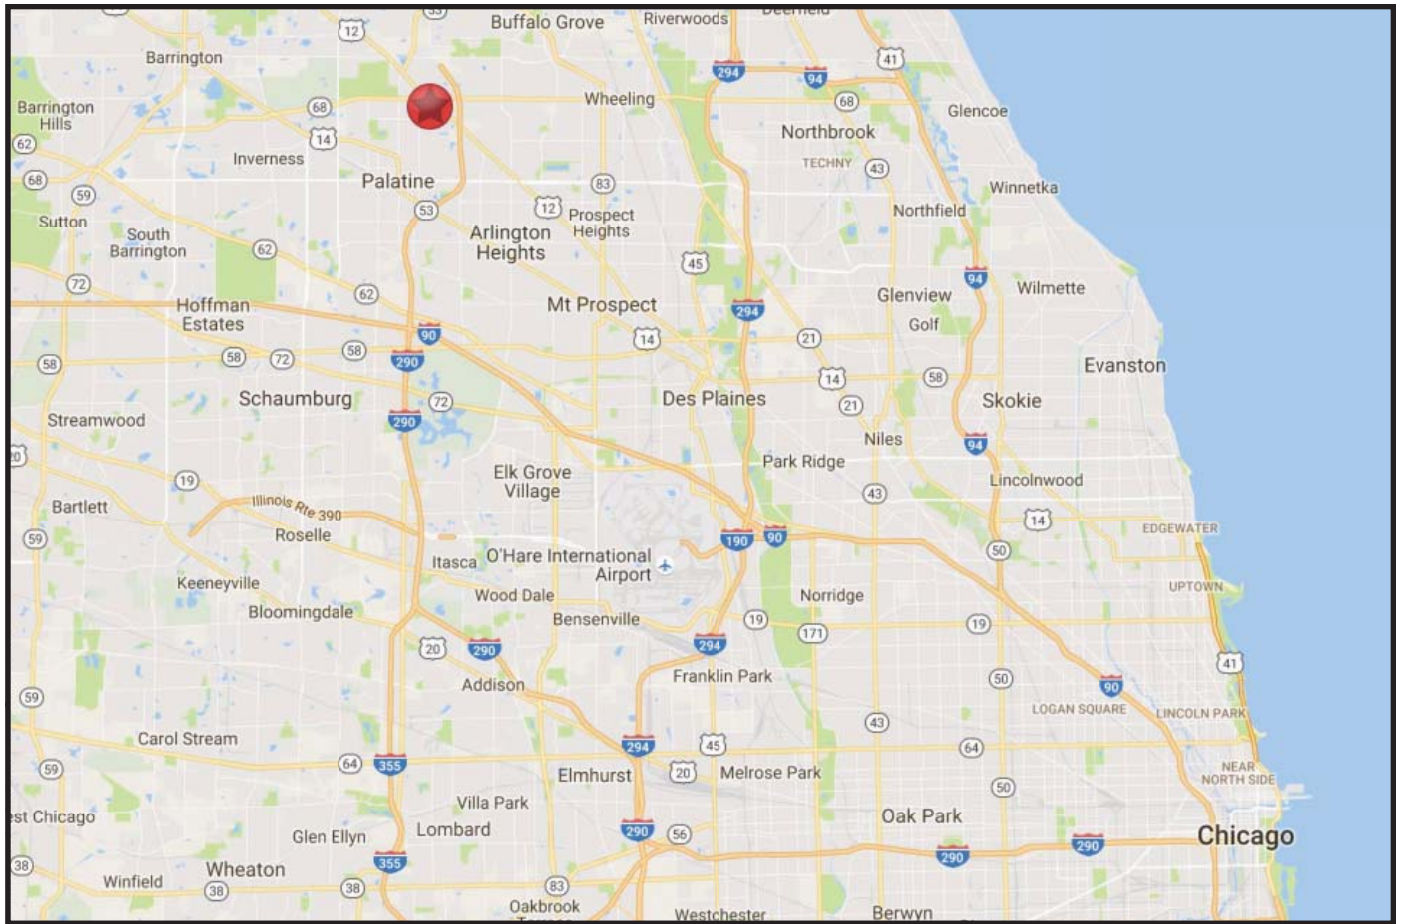 53
Buffalo Grove
Riverwoods
Deerfield
12
Barrington
41
294
94
Barrington
Hills
68
Wheeling
68
Glencoe
14
Northbrook
62
Inverness
TECHNY
43
68
Palatine
83
Winnetka
59
53
12
Prospect
Heights
Northfield
Sutton
South
Barrington
62
Arlington
Heights
45
72
62
94
Hoffman
Estates
Mt Prospect
294
Glenview
Wilmette
Golf
90
14
21
58
58
72
58
290
Evanston
14
58
Schaumburg
72
Des Plaines
21
Skokie
Streamwood
290
Niles
94
20
Park Ridge
19
Elk Grove
Village
43
Lincolnwood
Bartlett
Illinois Rte 390
14
EDGEWATER
59
Roselle
190
90
50
Itasca
O'Hare International
Airport
Keeneyville
Wood Dale
Norridge
UPTOWN
Bloomingdale
Bensenville
19
171
19
20
290
294
41
Addison
Franklin Park
50
90
59
LOGAN SQUARE
LINCOLN PARK
43
Carol Stream
294
45
64
59
64
355
Elmhurst
20
Melrose Park
NEAR
NORTH SIDE
50
Villa Park
st Chicago
Glen Ellyn
Lombard
290
56
Oak Park
Chicago
38
Wheaton
355
290
290
Winfield
38
38
83
Oakbrook
Terrace
Westchester
Berwyn